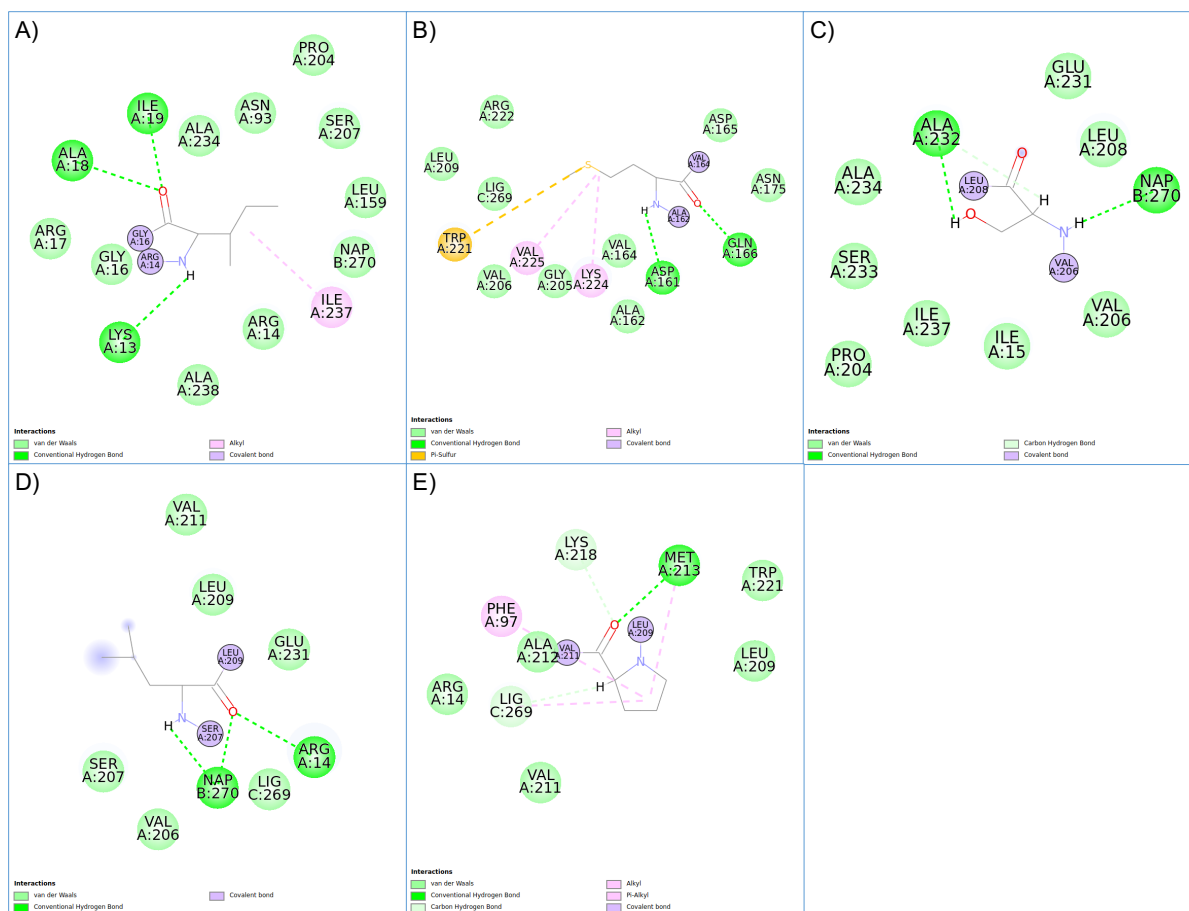 A)
PRO
A:204
ILE
A:19
ASN
A:93
ALA
A:234
SER
A:207
ALA
A:18
LEU
A:159
ARG
A:17
GLY
A:16
GLY
A:16
ARG
A:14
NAP
B:270
H
N
O
ILE
A:237
ARG
A:14
LYS
A:13
ALA
A:238
Interactions
van der Waals
Conventional Hydrogen Bond
Alkyl
Covalent bond
B)
ARG
A:222
ASP
A:165
LEU
A:209
S
VAL
A:164
LIG
C:269
ASN
A:175
N
H
O
ALA
A:162
TRP
A:221
VAL
A:225
VAL
A:164
GLN
A:166
VAL
A:206
GLY
A:205
LYS
A:224
ASP
A:161
ALA
A:162
Interactions
van der Waals
Conventional Hydrogen Bond
Pi-Sulfur
Alkyl
Covalent bond
C)
GLU
A:231
ALA
A:232
LEU
A:208
O
ALA
A:234
LEU
A:208
NAP
B:270
H
O
H
N
H
SER
A:233
VAL
A:206
ILE
A:237
VAL
A:206
ILE
A:15
PRO
A:204
Interactions
van der Waals
Conventional Hydrogen Bond
Carbon Hydrogen Bond
Covalent bond
D)
VAL
A:211
LEU
A:209
GLU
A:231
LEU
A:209
N
H
O
SER
A:207
ARG
A:14
SER
A:207
NAP
B:270
LIG
C:269
VAL
A:206
Interactions
van der Waals
Conventional Hydrogen Bond
Covalent bond
E)
LYS
A:218
MET
A:213
TRP
A:221
PHE
A:97
O
LEU
A:209
ALA
A:212
VAL
A:211
N
H
LEU
A:209
ARG
A:14
LIG
C:269
VAL
A:211
Interactions
van der Waals
Conventional Hydrogen Bond
Carbon Hydrogen Bond
Alkyl
Pi-Alkyl
Covalent bond